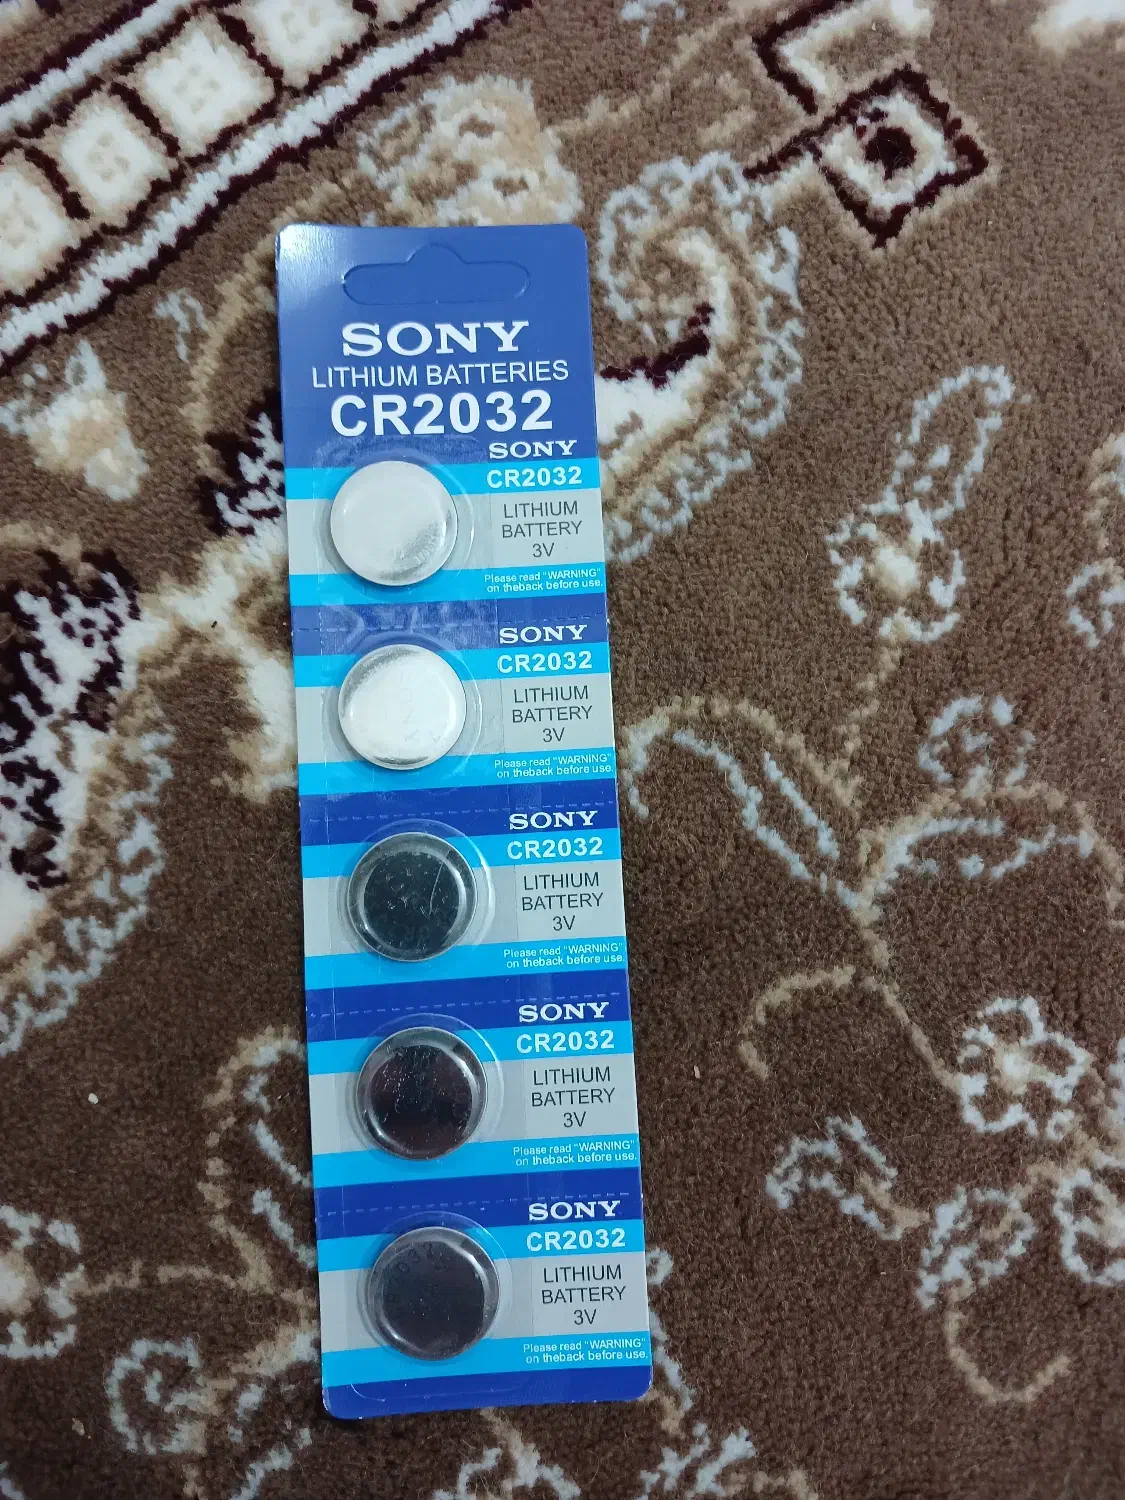 SONY
LITHIUM BATTERIES
CR2032
SONY
CR2032
LITHIUM
BATTERY
3V
Please read "WARNING"
on theback before use.
SONY
CR2032
LITHIUM
BATTERY
3V
Please read "WARNING"
on theback before use.
SONY
CR2032
LITHIUM
BATTERY
3V
Please read "WARNING"
on theback before use.
SONY
CR2032
LITHIUM
BATTERY
3V
Please read "WARNING"
on theback before use.
SONY
CR2032
LITHIUM
BATTERY
3V
Please read "WARNING"
on theback before use.